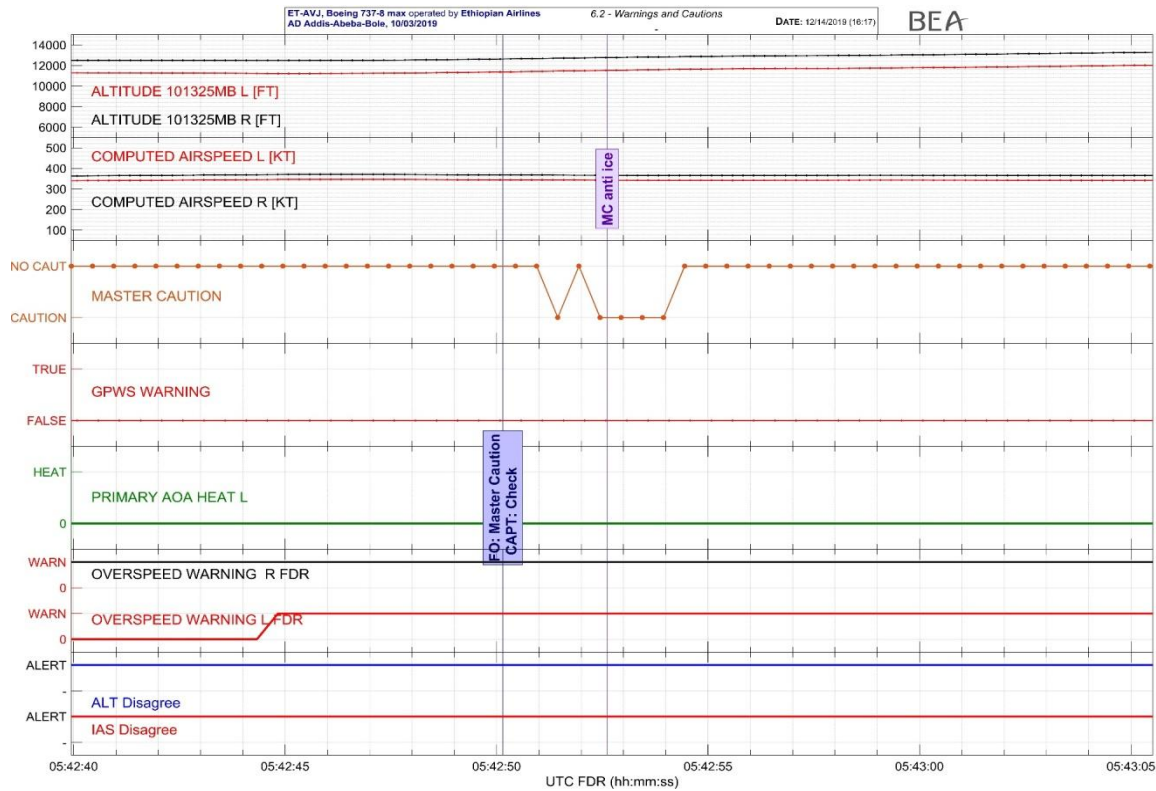 ET-AVJ, Boeing 737-8 max operated by Ethiopian Airlines
AD Addis-Abeba-Bole, 10/03/2019
6.2 - Warnings and Cautions
-
DATE: 12/14/2019 (16:17)
BEA
14000
12000
10000
8000
6000
ALTITUDE 101325MB L [FT]
ALTITUDE 101325MB R [FT]
500
400
300
200
100
COMPUTED AIRSPEED L [KT]
COMPUTED AIRSPEED R [KT]
MC anti ice
NO CAUT
MASTER CAUTION
CAUTION
TRUE
GPWS WARNING
FALSE
HEAT
PRIMARY AOA HEAT L
0
FO: Master Caution
CAPT: Check
WARN
OVERSPEED WARNING R FDR
0
WARN
OVERSPEED WARNING L FDR
0
ALERT
-
ALT Disagree
ALERT
IAS Disagree
-
05:42:40
05:42:45
05:42:50
05:42:55
05:43:00
05:43:05
UTC FDR (hh:mm:ss)